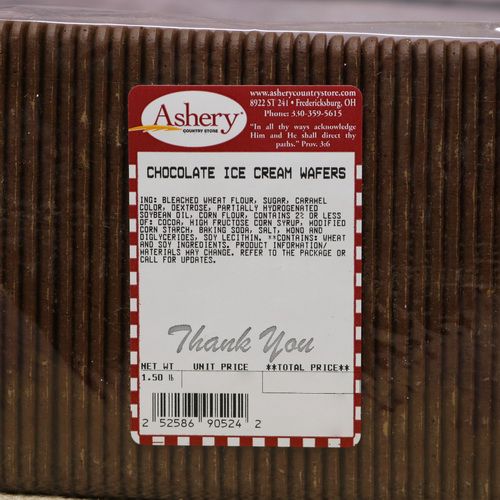 Ashery
COUNTRY STORE
www.asherycountrystore.com
8922 ST 241 • Fredericksburg, OH
Phone: 330-359-5615
"In all thy ways acknowledge
Him and He shall direct thy
paths." Prov. 3:6
CHOCOLATE ICE CREAM WAFERS
ING: BLEACHED WHEAT FLOUR, SUGAR, CARAMEL
COLOR, DEXTROSE, PARTIALLY HYDROGENATED
SOYBEAN OIL, CORN FLOUR, CONTAINS 2% OR LESS
OF: COCOA, HIGH FRUCTOSE CORN SYRUP, MODIFIED
CORN STARCH, BAKING SODA, SALT, MONO AND
DIGLYCERIDES, SOY LECITHIN. **CONTAINS: WHEAT
AND SOY INGREDIENTS. PRODUCT INFORMATION/
MATERIALS MAY CHANGE. REFER TO THE PACKAGE OR
CALL FOR UPDATES.
Thank You
NET WT UNIT PRICE **TOTAL PRICE**
1.50 lb
2 52586 90524 2